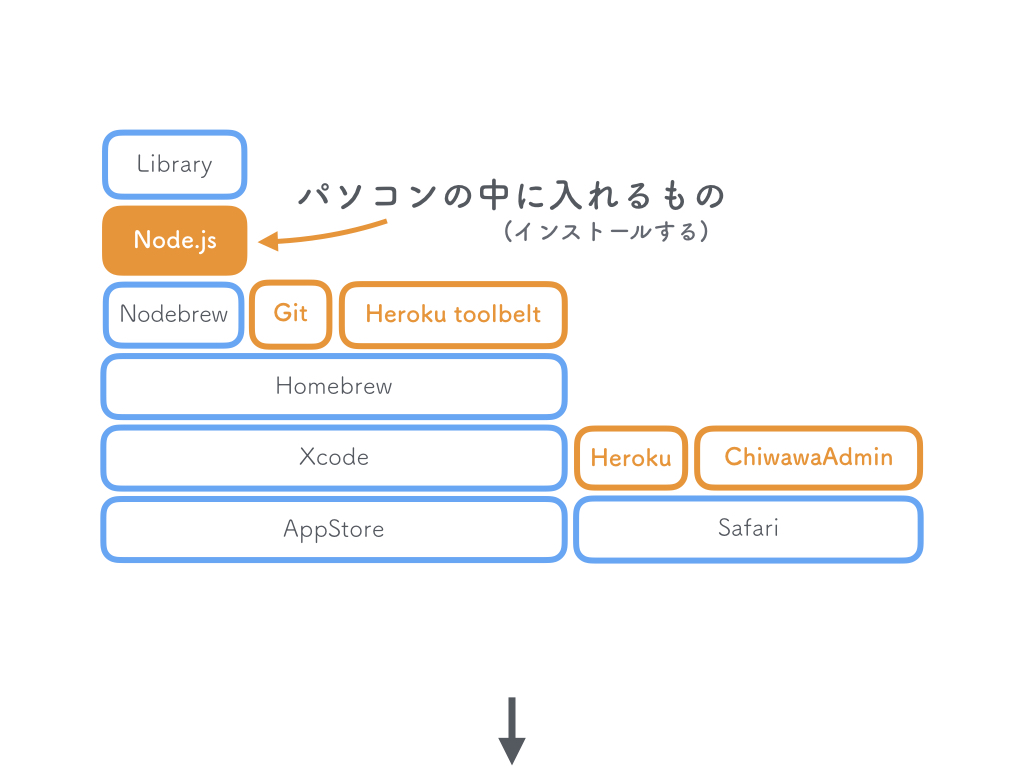 Library
パソコンの中に入れるもの
(インストールする)
Node.js
Nodebrew
Git
Heroku toolbelt
Homebrew
Xcode
Heroku
ChiwawaAdmin
AppStore
Safari